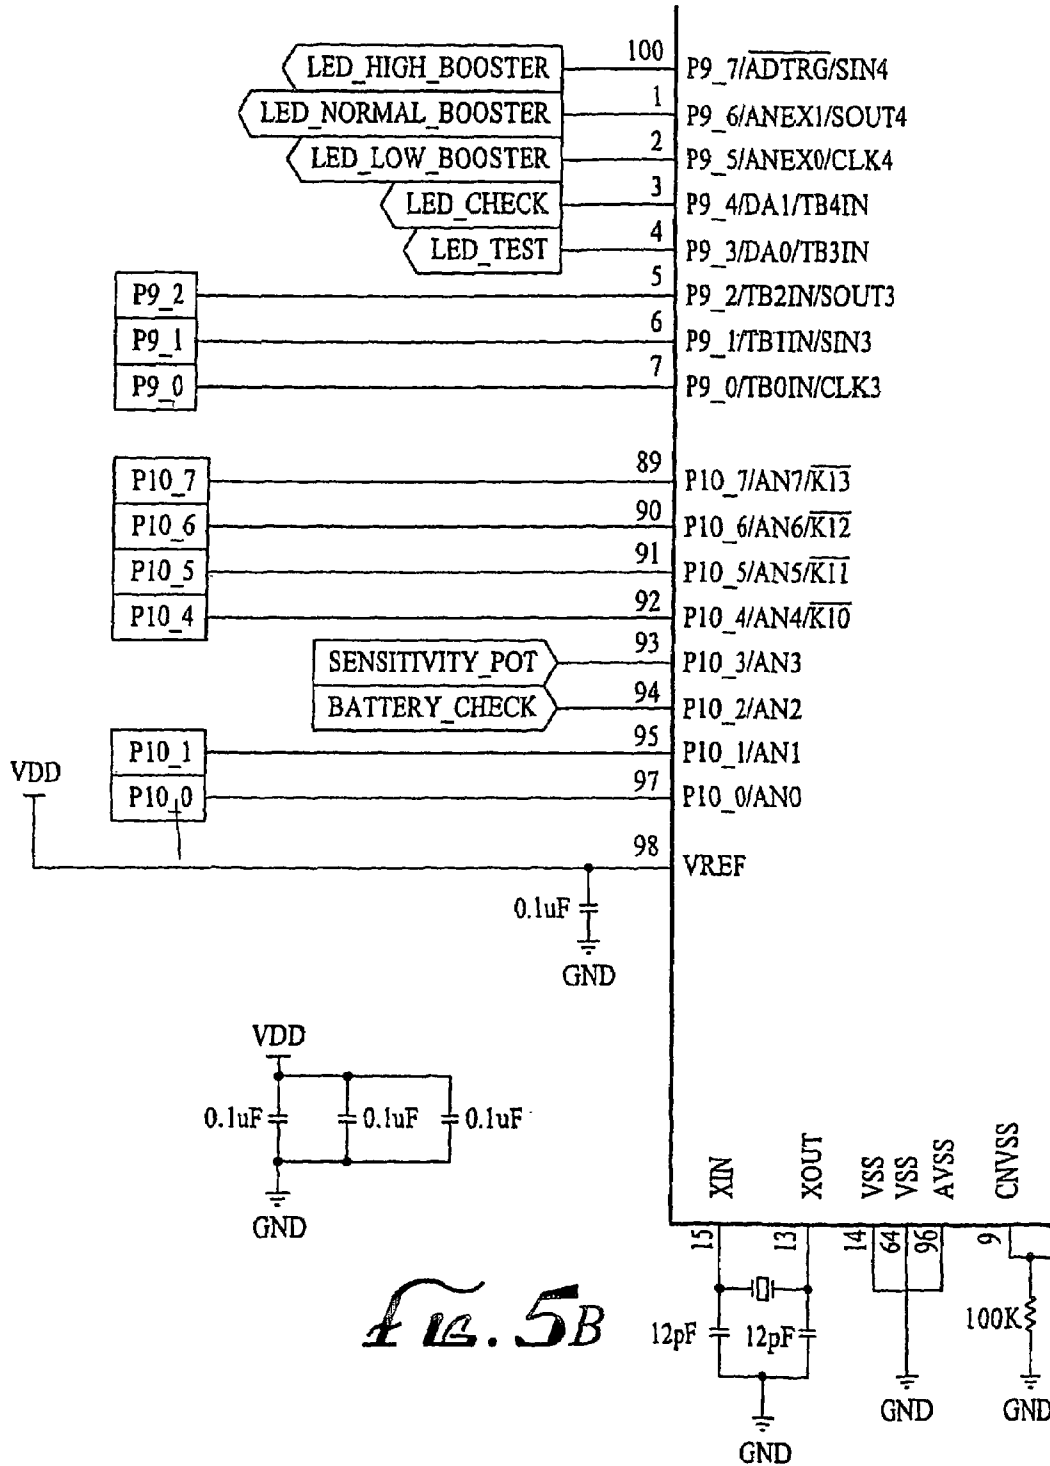 LED_HIGH_BOOSTER 100 P9_7/ADTRG/SIN4
LED_NORMAL_BOOSTER 1 P9_6/ANEX1/SOUT4
LED_LOW_BOOSTER 2 P9_5/ANEX0/CLK4
LED_CHECK 3 P9_4/DA1/TB4IN
LED_TEST 4 P9_3/DA0/TB3IN
P9_2 5 P9_2/TB2IN/SOUT3
P9_1 6 P9_1/TB1IN/SIN3
P9_0 7 P9_0/TB0IN/CLK3
P10_7 89 P10_7/AN7/K13
P10_6 90 P10_6/AN6/K12
P10_5 91 P10_5/AN5/K11
P10_4 92 P10_4/AN4/K10
SENSITIVITY_POT 93 P10_3/AN3
BATTERY_CHECK 94 P10_2/AN2
P10_1 95 P10_1/AN1
VDD
P10_0 97 P10_0/AN0
98 VREF
0.1uF
GND
VDD
0.1uF 0.1uF 0.1uF
GND
XIN XOUT VSS VSS AVSS CNVSS
15 13 14 64 96 9
12pF 12pF 100K
GND GND
GND
FIG. 5B